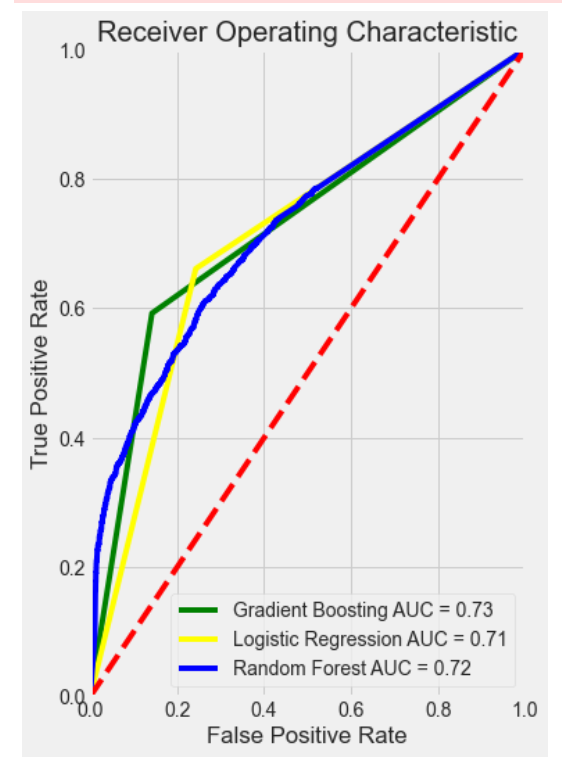 Receiver Operating Characteristic
1.0
0.8
0.6
0.4
0.2
0.0
True Positive Rate
Gradient Boosting AUC = 0.73
Logistic Regression AUC = 0.71
Random Forest AUC = 0.72
0.0 0.2 0.4 0.6 0.8 1.0
False Positive Rate